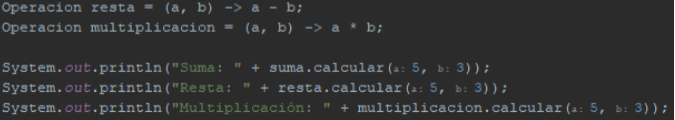 Operacion resta = (a, b) -> a - b;
Operacion multiplicacion = (a, b) -> a * b;
System.out.println("Suma: " + suma.calcular(a: 5, b: 3));
System.out.println("Resta: " + resta.calcular(a: 5, b: 3));
System.out.println("Multiplicación: " + multiplicacion.calcular(a: 5, b: 3));